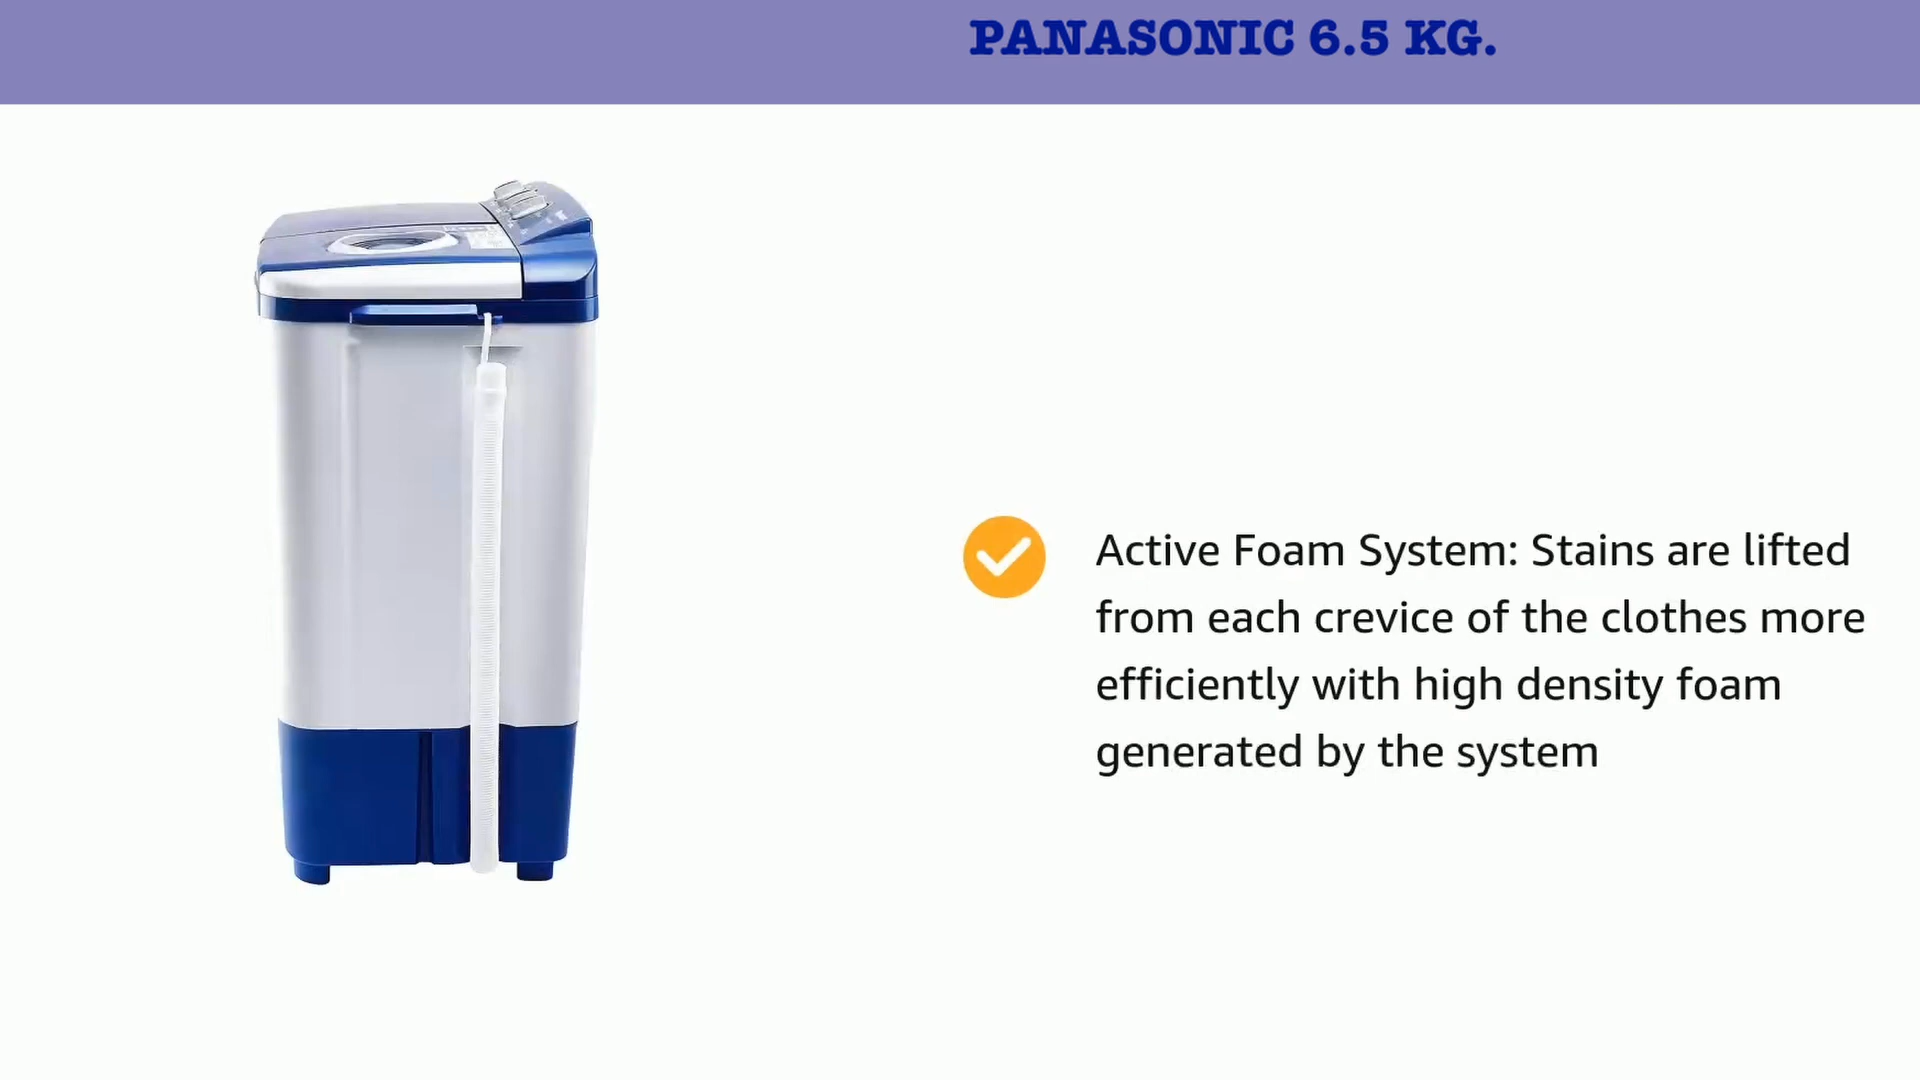 PANASONIC 6.5 KG.
Active Foam System: Stains are lifted
from each crevice of the clothes more
efficiently with high density foam
generated by the system